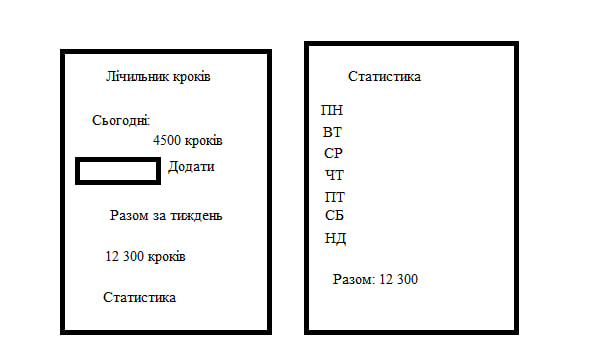 Лічильник кроків
Сьогодні:
4500 кроків
Додати
Разом за тиждень
12 300 кроків
Статистика
Статистика
ПН
ВТ
СР
ЧТ
ПТ
СБ
НД
Разом: 12 300